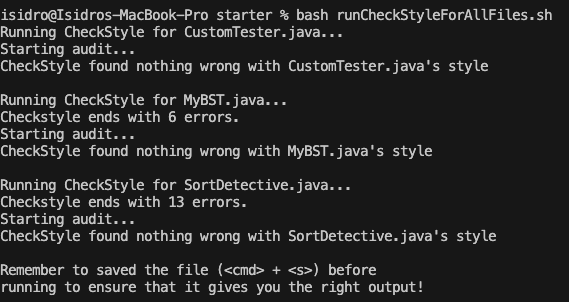 isidro@Isidros-MacBook-Pro starter % bash runCheckStyleForAllFiles.sh
Running CheckStyle for CustomTester.java...
Starting audit...
CheckStyle found nothing wrong with CustomTester.java's style

Running CheckStyle for MyBST.java...
Checkstyle ends with 6 errors.
Starting audit...
CheckStyle found nothing wrong with MyBST.java's style

Running CheckStyle for SortDetective.java...
Checkstyle ends with 13 errors.
Starting audit...
CheckStyle found nothing wrong with SortDetective.java's style

Remember to saved the file (<cmd> + <s>) before
running to ensure that it gives you the right output!